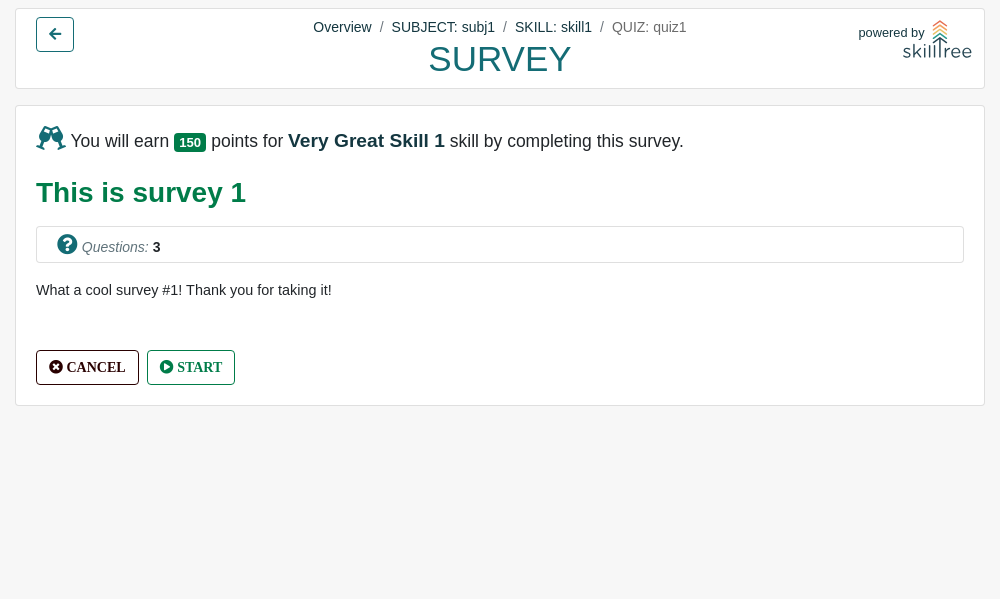 Overview / SUBJECT: subj1 / SKILL: skill1 / QUIZ: quiz1
SURVEY
powered by
skilltree
You will earn 150 points for Very Great Skill 1 skill by completing this survey.
This is survey 1
Questions: 3
What a cool survey #1! Thank you for taking it!
CANCEL START